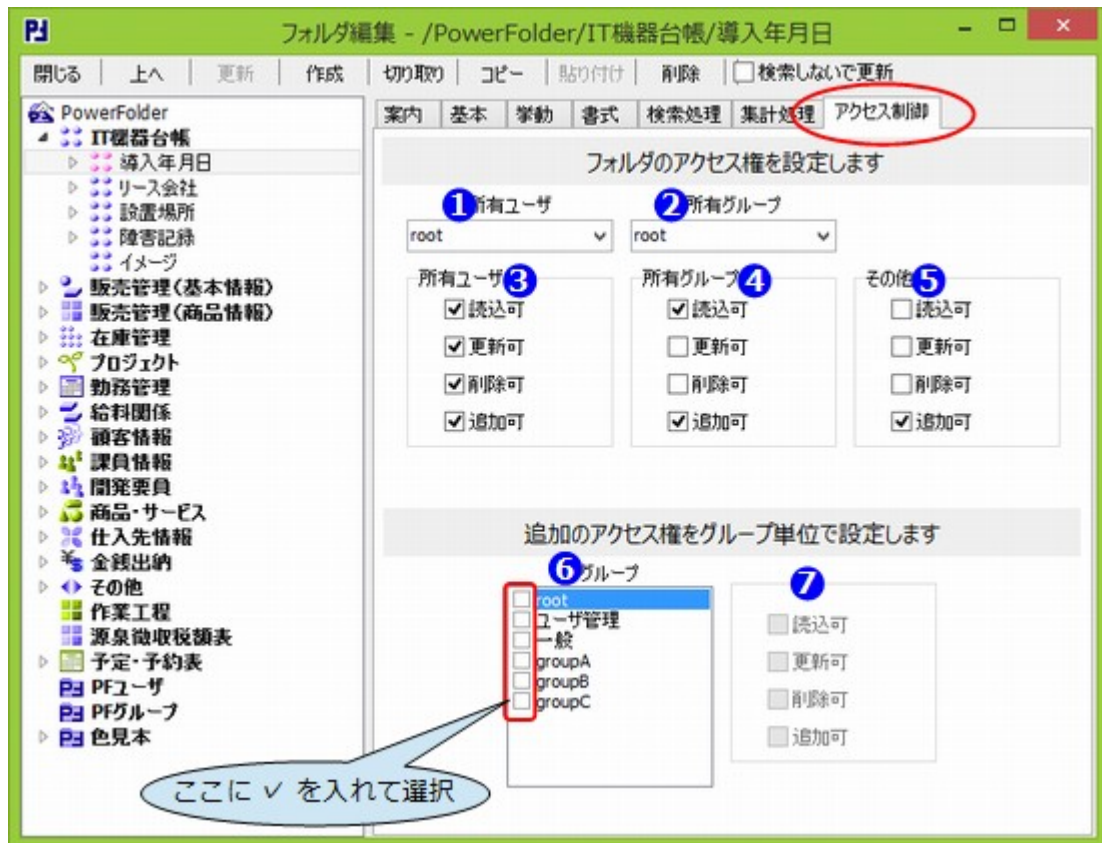 フォルダ編集 - /PowerFolder/IT機器台帳/導入年月日
閉じる 上へ 更新 作成 切り取り コピー 貼り付け 削除 検索しないで更新
PowerFolder
IT機器台帳
導入年月日
リース会社
設置場所
障害記録
イメージ
販売管理(基本情報)
販売管理(商品情報)
在庫管理
プロジェクト
勤務管理
給料関係
顧客情報
課員情報
開発要員
商品・サービス
仕入先情報
金銭出納
その他
作業工程
源泉徴収税額表
予定・予約表
PFユーザ
PFグループ
色見本
案内 基本 挙動 書式 検索処理 集計処理 アクセス制御
フォルダのアクセス権を設定します
1 所有ユーザ 2 所有グループ
root root
所有ユーザ 3 所有グループ 4 その他 5
読込可 読込可 読込可
更新可 更新可 更新可
削除可 削除可 削除可
追加可 追加可 追加可
追加のアクセス権をグループ単位で設定します
6 グループ 7
root
ユーザ管理
一般
groupA
groupB
groupC
読込可
更新可
削除可
追加可
ここに ✓ を入れて選択